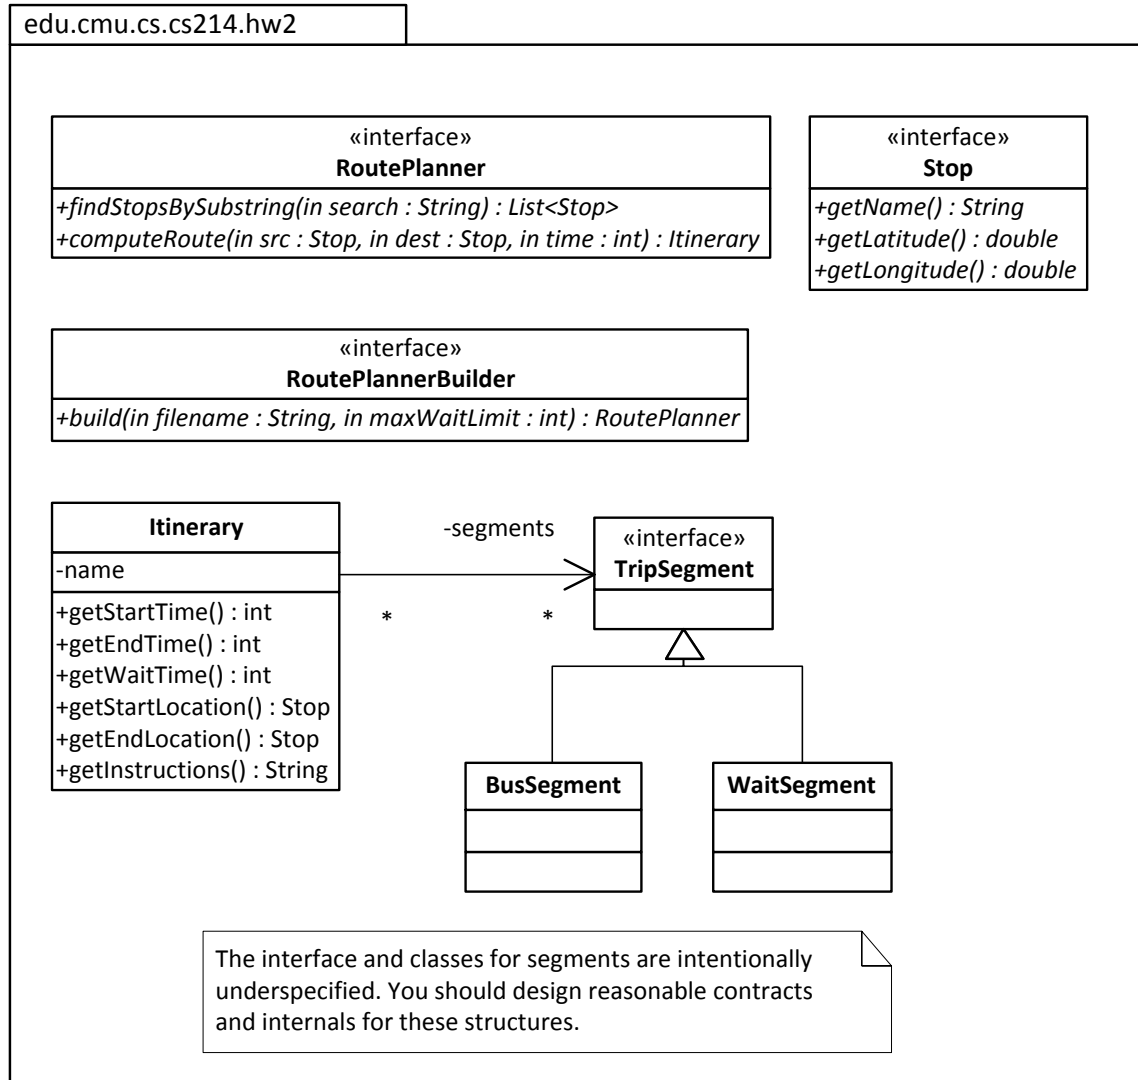 edu.cmu.cs.cs214.hw2
«interface»
RoutePlanner
+findStopsBySubstring(in search : String) : List<Stop>
+computeRoute(in src : Stop, in dest : Stop, in time : int) : Itinerary
«interface»
Stop
+getName() : String
+getLatitude() : double
+getLongitude() : double
«interface»
RoutePlannerBuilder
+build(in filename : String, in maxWaitLimit : int) : RoutePlanner
Itinerary
-name
+getStartTime() : int
+getEndTime() : int
+getWaitTime() : int
+getStartLocation() : Stop
+getEndLocation() : Stop
+getInstructions() : String
-segments
*
*
«interface»
TripSegment
BusSegment
WaitSegment
The interface and classes for segments are intentionally
underspecified. You should design reasonable contracts
and internals for these structures.